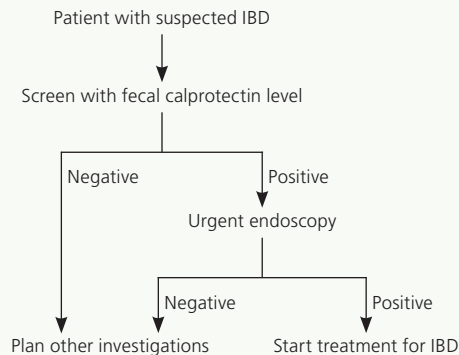 Patient with suspected IBD
Screen with fecal calprotectin level
Negative
Positive
Urgent endoscopy
Negative
Positive
Plan other investigations
Start treatment for IBD